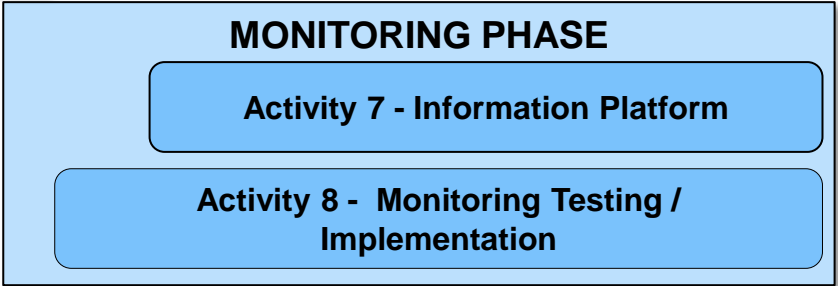 MONITORING PHASE
Activity 7 - Information Platform
Activity 8 - Monitoring Testing /
Implementation